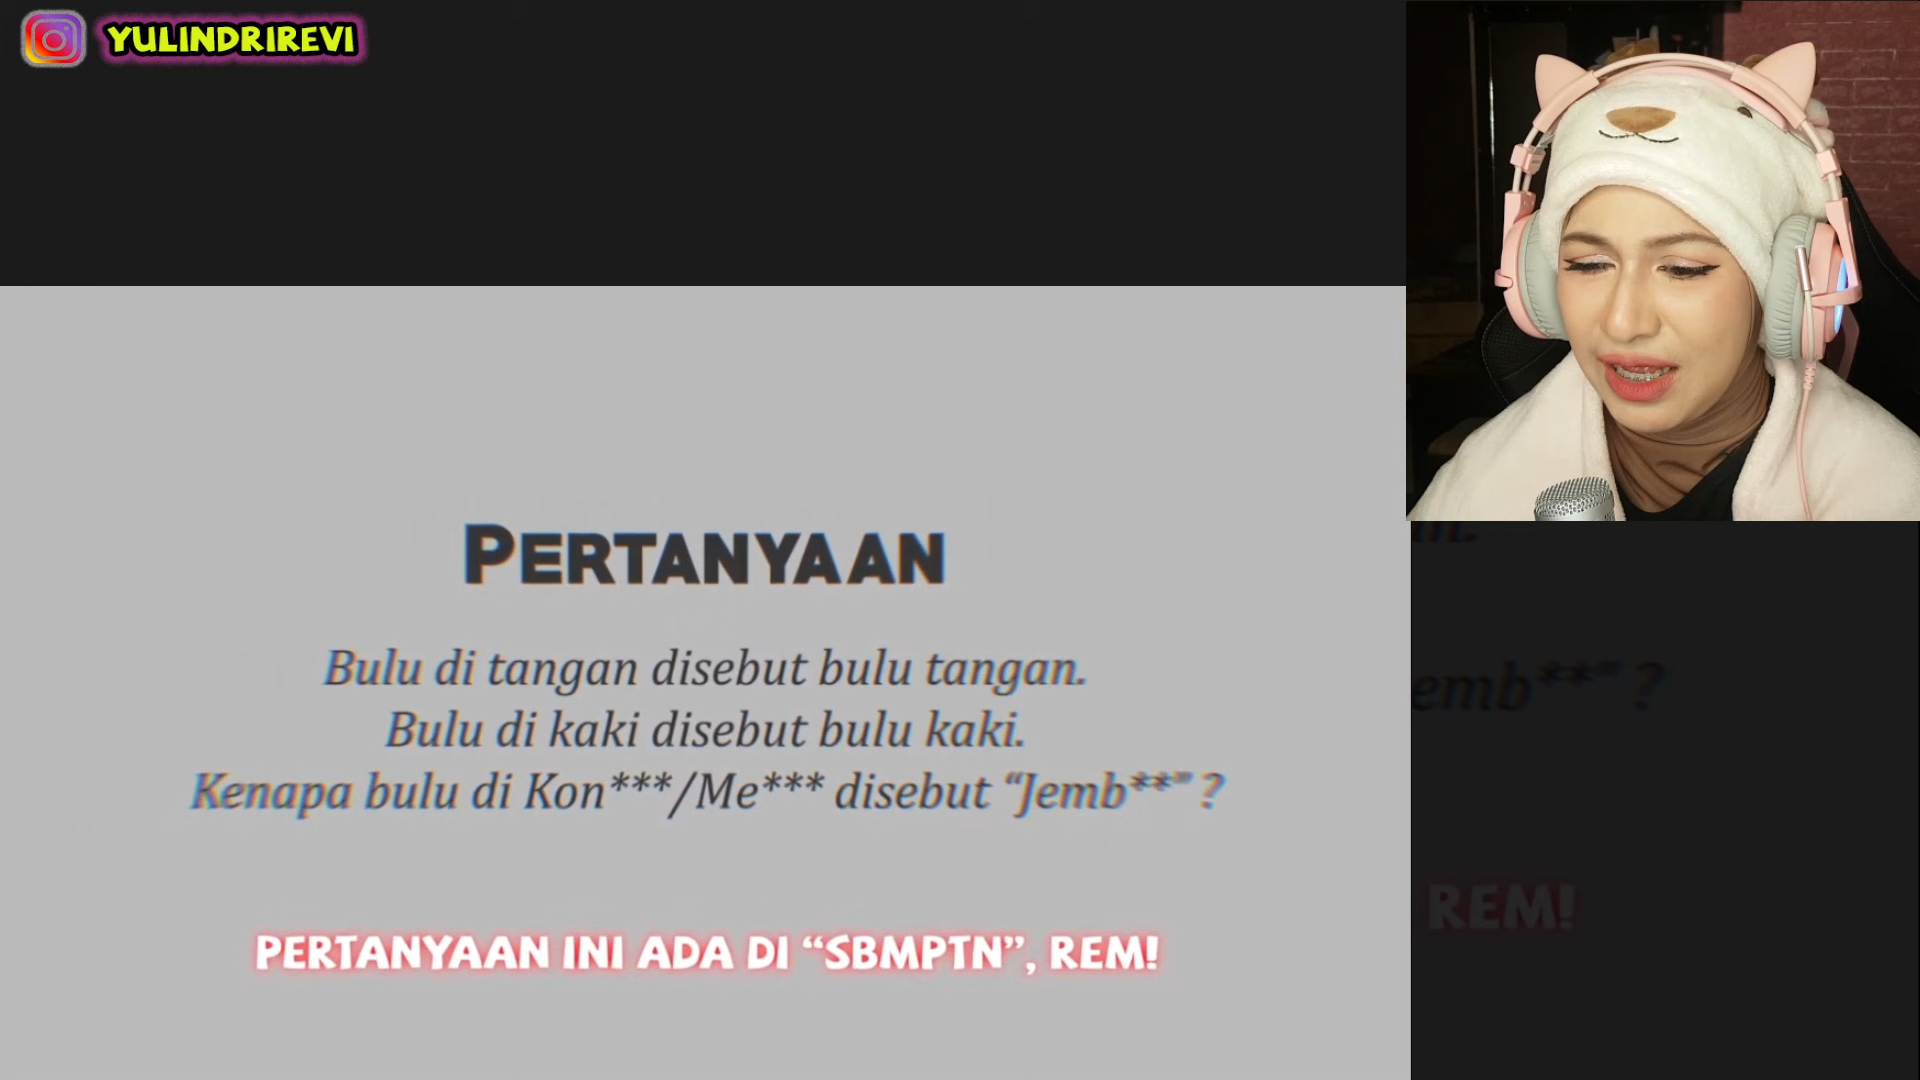 YULINDRIREVI
PERTANYAAN
Bulu di tangan disebut bulu tangan.
Bulu di kaki disebut bulu kaki.
Kenapa bulu di Kon***/Me*** disebut “Jemb**” ?
PERTANYAAN INI ADA DI “SBMPTN”, REM!
emb**” ?
REM!